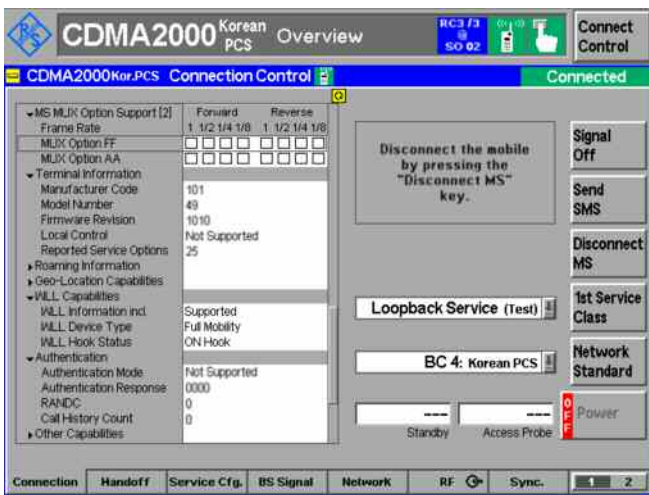 CDMA2000 Korean PCS Overview
RC3 /3
@
SO 02
Connect Control
CDMA2000Kor.PCS Connection Control
Connected
MS MUX Option Support [2] Forward Reverse
Frame Rate 1 1/2 1/4 1/8 1 1/2 1/4 1/8
MUX Option FF
MUX Option AA
Terminal Information
Manufacturer Code 101
Model Number 49
Firmware Revision 1010
Local Control Not Supported
Reported Service Options 25
Roaming Information
Geo-Location Capabilities
WLL Capabilities
WLL Information incl. Supported
WLL Device Type Full Mobility
WLL Hook Status ON Hook
Authentication
Authentication Mode Not Supported
Authentication Response 0000
RANDC 0
Call History Count 0
Other Capabilities
Disconnect the mobile
by pressing the
"Disconnect MS"
key.
Loopback Service (Test)
BC 4: Korean PCS
--- ---
Standby Access Probe
Signal Off
Send SMS
Disconnect MS
1st Service Class
Network Standard
OFF Power
Connection Handoff Service Cfg. BS Signal Network RF Sync. 1 2